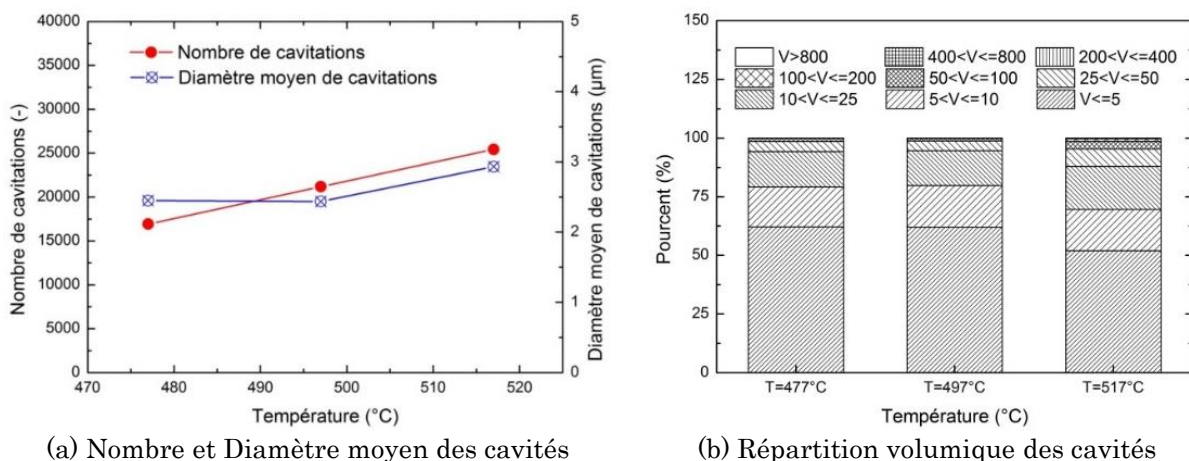 40000
35000
30000
25000
20000
15000
10000
5000
0
Nombre de cavitations (-)
Nombre de cavitations
Diamètre moyen de cavitations
5
4
3
2
1
0
Diamètre moyen de cavitations (µm)
470 480 490 500 510 520
Température (°C)
(a) Nombre et Diamètre moyen des cavités
150
125
100
75
50
25
0
Pourcent (%)
V>800 400<V<=800 200<V<=400
100<V<=200 50<V<=100 25<V<=50
10<V<=25 5<V<=10 V<=5
T=477°C T=497°C T=517°C
Température (°C)
(b) Répartition volumique des cavités